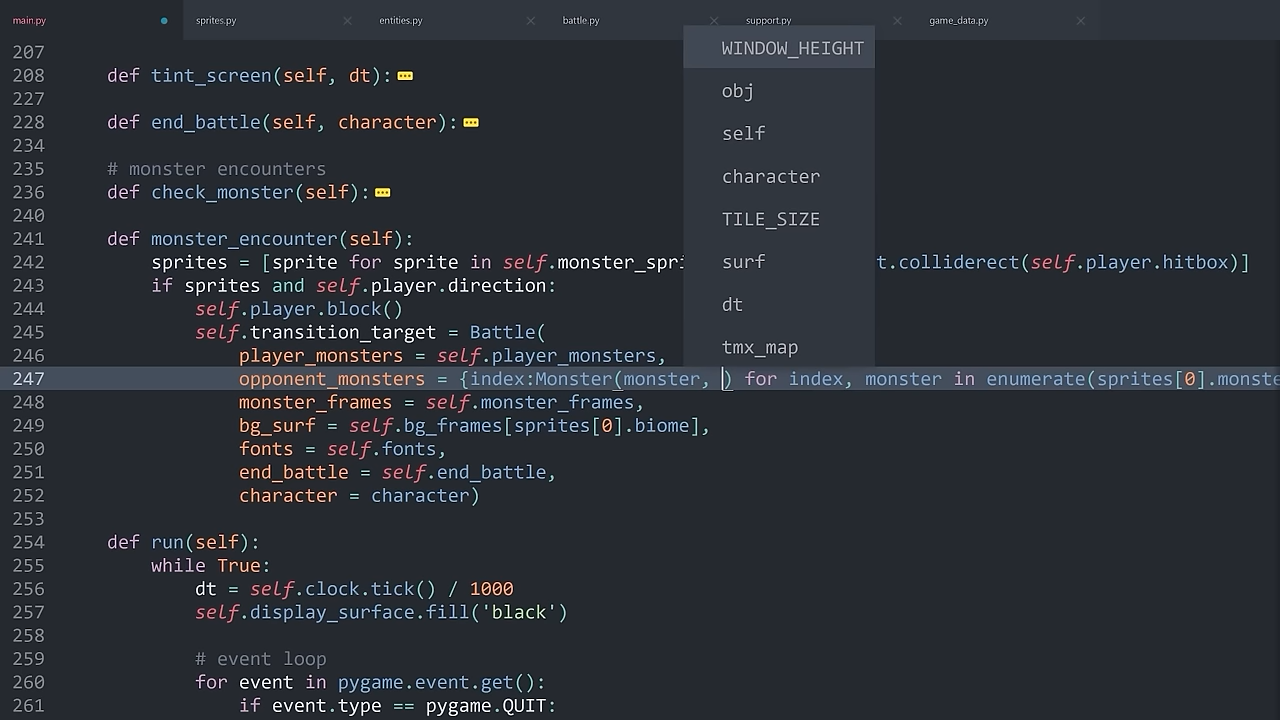 main.py sprites.py entities.py battle.py support.py game_data.py
207
208 def tint_screen(self, dt):
227
228 def end_battle(self, character):
234
235 # monster encounters
236 def check_monster(self):
240
241 def monster_encounter(self):
242 sprites = [sprite for sprite in self.monster_spri t.colliderect(self.player.hitbox)]
243 if sprites and self.player.direction:
244 self.player.block()
245 self.transition_target = Battle(
246 player_monsters = self.player_monsters,
247 opponent_monsters = {index:Monster(monster, ) for index, monster in enumerate(sprites[0].monste
248 monster_frames = self.monster_frames,
249 bg_surf = self.bg_frames[sprites[0].biome],
250 fonts = self.fonts,
251 end_battle = self.end_battle,
252 character = character)
253
254 def run(self):
255 while True:
256 dt = self.clock.tick() / 1000
257 self.display_surface.fill('black')
258
259 # event loop
260 for event in pygame.event.get():
261 if event.type == pygame.QUIT:
WINDOW_HEIGHT
obj
self
character
TILE_SIZE
surf
dt
tmx_map